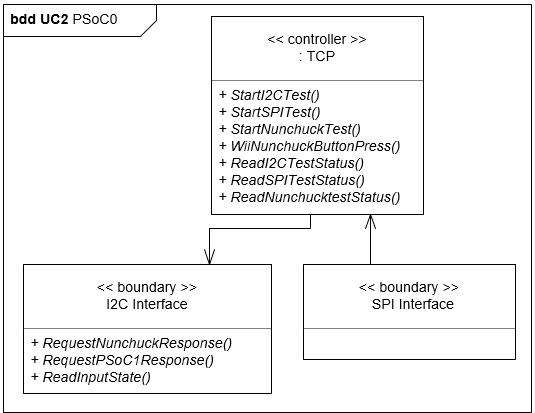 bdd UC2 PSoC0
<< controller >>
: TCP
+ StartI2CTest()
+ StartSPITest()
+ StartNunchuckTest()
+ WiiNunchuckButtonPress()
+ ReadI2CTestStatus()
+ ReadSPITestStatus()
+ ReadNunchucktestStatus()
<< boundary >>
I2C Interface
+ RequestNunchuckResponse()
+ RequestPSoC1Response()
+ ReadInputState()
<< boundary >>
SPI Interface